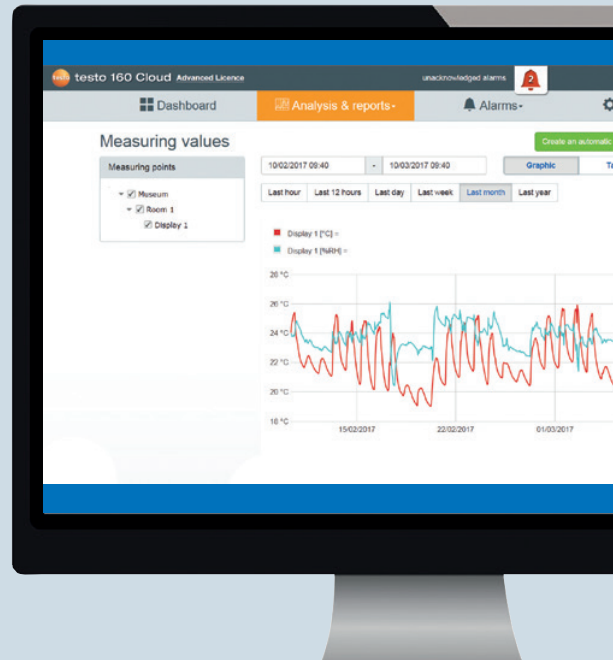 testo testo 160 Cloud Advanced Licence unacknowledged alarms 2
Dashboard Analysis & reports Alarms
Measuring values
Create an automatic
Measuring points
10/02/2017 09:40 - 10/03/2017 09:40 Graphic
Museum
Last hour Last 12 hours Last day Last week Last month Last year
Room 1
Display 1
Display 1 [°C] =
Display 1 [%RH] =
28 °C
26 °C
24 °C
22 °C
20 °C
18 °C
15/02/2017 22/02/2017 01/03/2017